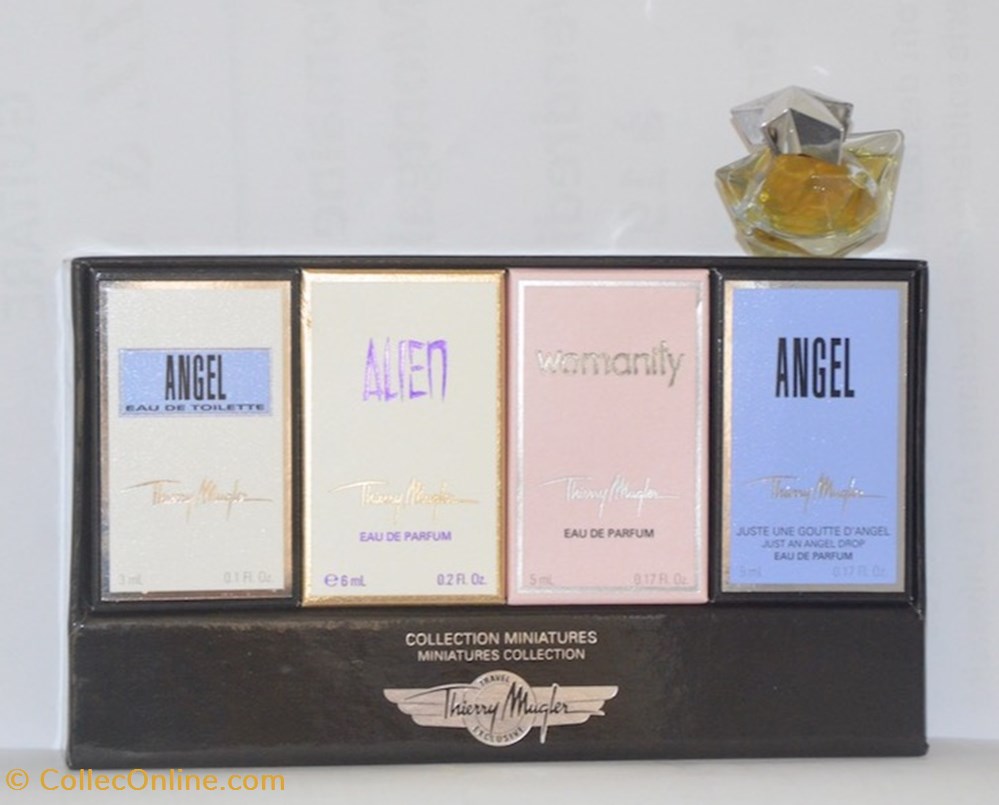 ANGEL
EAU DE TOILETTE
Thierry Mugler
3 mL 0.1 Fl. Oz.
ALIEN
Thierry Mugler
EAU DE PARFUM
℮ 6 mL 0.2 Fl. Oz.
womanity
Thierry Mugler
EAU DE PARFUM
5 mL 0.17 Fl. Oz.
ANGEL
Thierry Mugler
JUSTE UNE GOUTTE D'ANGEL
JUST AN ANGEL DROP
EAU DE PARFUM
5 mL 0.17 Fl. Oz.
COLLECTION MINIATURES
MINIATURES COLLECTION
TRAVEL
Thierry Mugler
EXCLUSIVE
© CollecOnline.com